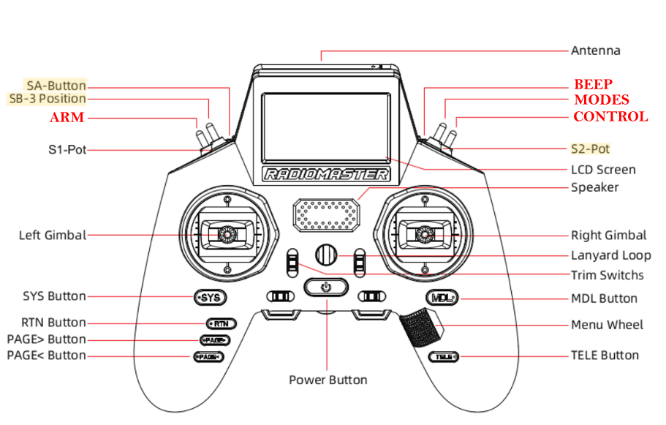 Antenna
SA-Button
BEEP
SB-3 Position
MODES
ARM
CONTROL
S1-Pot
S2-Pot
LCD Screen
RADIOMASTER
Speaker
Left Gimbal
Right Gimbal
Lanyard Loop
Trim Switchs
SYS Button
SYS
MDL
MDL Button
RTN Button
RTN
Menu Wheel
PAGE> Button
PAGE>
PAGE< Button
PAGE<
TELE
TELE Button
Power Button